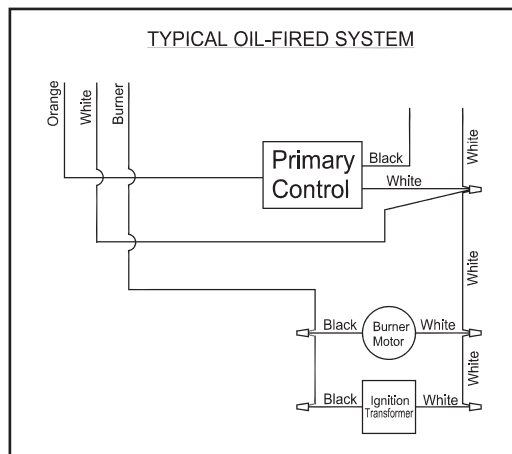 TYPICAL OIL-FIRED SYSTEM
Orange
White
Burner
Primary
Control
Black
White
White
White
Black
Burner
Motor
White
White
Black
Ignition
Transformer
White